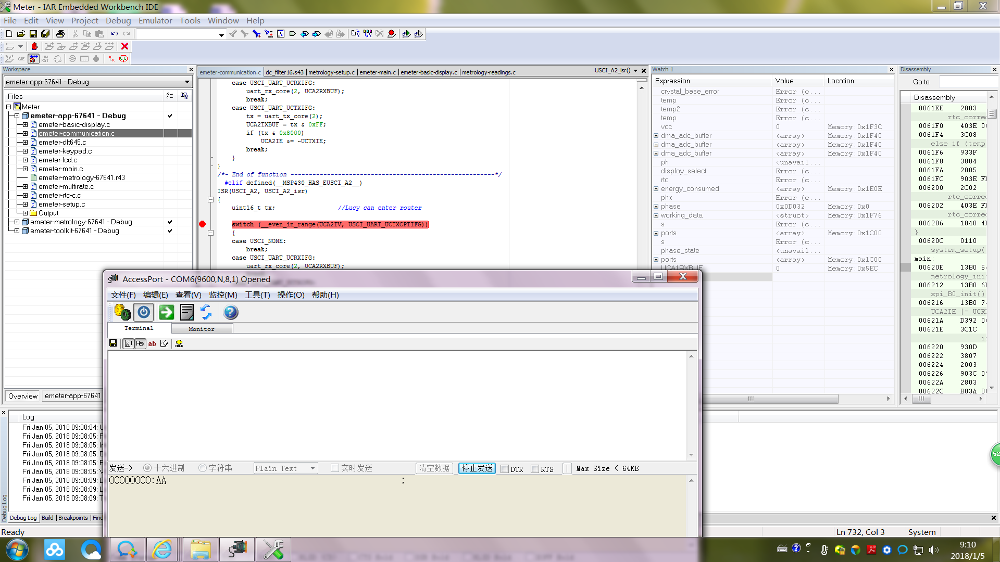 Meter - IAR Embedded Workbench IDE
File Edit View Project Debug Emulator Tools Window Help
Workspace
emeter-app-67641 - Debug
Files
Meter
emeter-app-67641 - Debug
emeter-basic-display.c
emeter-communication.c
emeter-dlt645.c
emeter-keypad.c
emeter-lcd.c
emeter-main.c
emeter-metrology-67641.r43
emeter-multirate.c
emeter-rtc-c.c
emeter-setup.c
Output
emeter-metrology-67641 - Debug
emeter-toolkit-67641 - Debug
Overview emeter-app-67641
emeter-communication.c dc_filter16.s43 metrology-setup.c emeter-main.c emeter-basic-display.c metrology-readings.c USCI_A2_isr()
case USCI_UART_UCRXIFG:
uart_rx_core(2, UCA2RXBUF);
break;
case USCI_UART_UCTXIFG:
tx = uart_tx_core(2);
UCA2TXBUF = tx & 0xFF;
if (tx & 0x8000)
UCA2IE &= ~UCTXIE;
break;
}
}
/*- End of function --------------------------------------------------------*/
#elif defined(__MSP430_HAS_EUSCI_A2__)
ISR(USCI_A2, USCI_A2_isr)
{
uint16_t tx; //Lucy can enter router
switch (__even_in_range(UCA2IV, USCI_UART_UCTXCPTIFG))
{
case USCI_NONE:
break;
case USCI_UART_UCRXIFG:
uart_rx_core(2, UCA2RXBUF);
Watch 1
Expression Value Location
crystal_base_error Error (c...
temp Error (c...
temp2 Error (c...
temp Error (c...
vcc 0 Memory:0x1F3C
dma_adc_buffer <array> Memory:0x1F40
dma_adc_buffer <array> Memory:0x1F40
dma_adc_buffer <array> Memory:0x1F40
ph <unavail...
display_select Error (c...
rtc Error (c...
energy_consumed <array> Memory:0x1E0E
phx Error (c...
phase 0x0D032 Memory:0x0
working_data <struct> Memory:0x1F76
s Error (c...
ports <array> Memory:0x1C00
s Error (c...
phase_state <unavail...
ports <array> Memory:0x1C00
UCA1RXBUF 0 Memory:0x5EC
Disassembly
Go to
Disassembly
0061EE 2803
rtc_corre
0061F0 403E 00
0061F4 3C08
else if (temp
0061F6 933F
0061F8 3804
0061FA 2005
0061FC 903E F
006200 2C02
rtc_corre
006202 403E F
rtc_corre
006206 1840 4
}
00620C 0110
system_setup(
main:
00620E 13B0 5
metrology_ini
006212 13B0 6
spi_B0_init()
006216 13B0 7
UCA2IE |= UCR
00621A D392 0
00621E 3C1C
i
006220 930D
006222 3807
006224 2003
006226 903C 0
00622A 2803
00622C B03A 0
AccessPort - COM6(9600,N,8,1) Opened
文件(F) 编辑(E) 查看(V) 监控(M) 工具(T) 操作(O) 帮助(H)
Terminal Monitor
Hex ab
发送-> 十六进制 字符串 Plain Text 实时发送 清空数据 停止发送 DTR RTS Max Size < 64KB
00000000:AA ;
Log
Fri Jan 05, 2018 09:08:04:
Fri Jan 05, 2018 09:08:05: F
Fri Jan 05, 2018 09:08:05: In
Fri Jan 05, 2018 09:08:05: D
Fri Jan 05, 2018 09:08:05: E
Fri Jan 05, 2018 09:08:05: V
Fri Jan 05, 2018 09:08:09: D
Fri Jan 05, 2018 09:08:09: L
Fri Jan 05, 2018 09:08:09: T
Debug Log
Debug Log Build Breakpoints Find
Ready
Ln 732, Col 3 System
52
9:10
2018/1/5